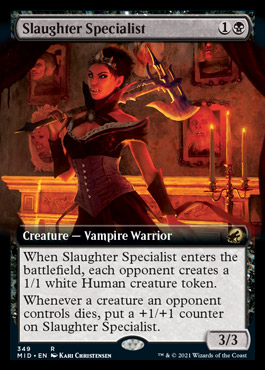 Slaughter Specialist 1
Creature — Vampire Warrior
When Slaughter Specialist enters the
battlefield, each opponent creates a
1/1 white Human creature token.
Whenever a creature an opponent
controls dies, put a +1/+1 counter
on Slaughter Specialist.
3/3
349 R
MID • EN KARI CHRISTENSEN
™ & © 2021 Wizards of the Coast